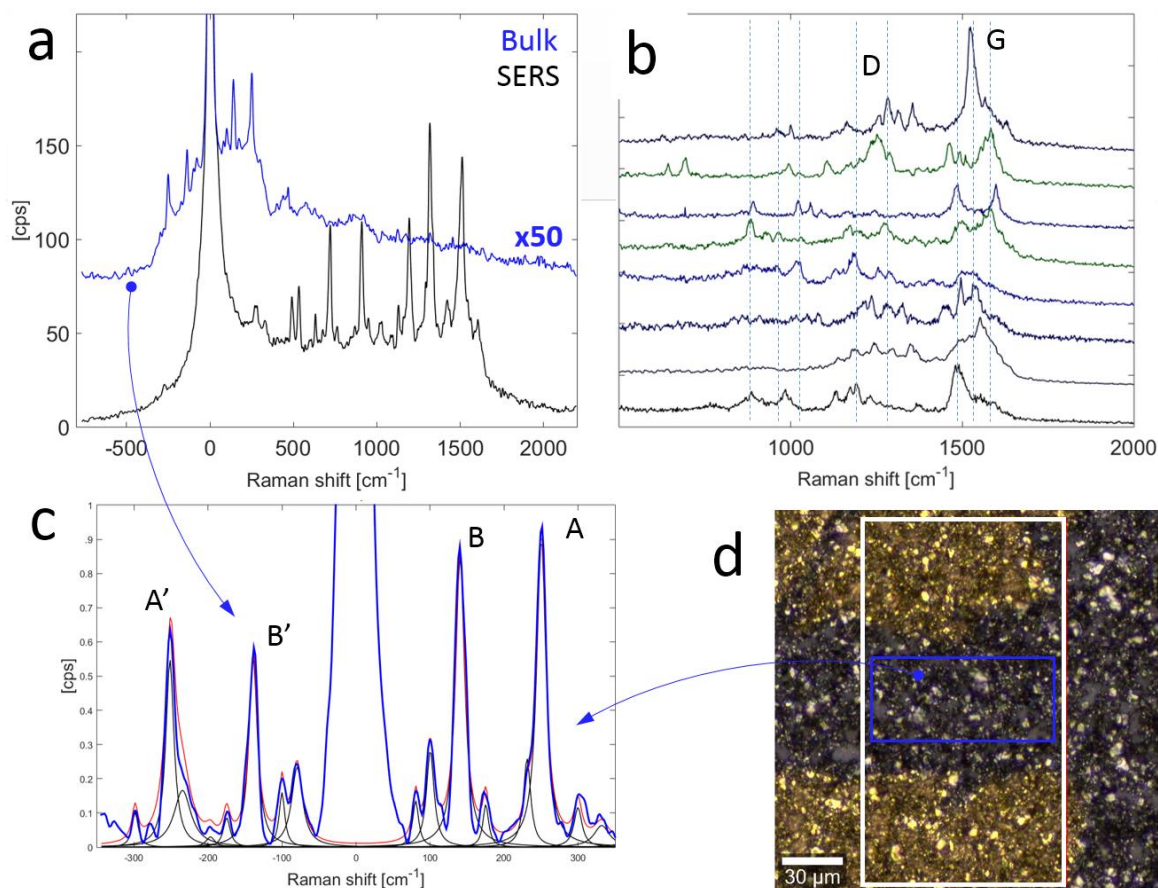 a
Bulk
SERS
150
100
50
0
[cps]
x50
-500
0
500
1000
1500
2000
Raman shift [cm-1]
b
D
G
1000
1500
2000
Raman shift [cm-1]
c
A'
B'
B
A
1
0.9
0.8
0.7
0.6
0.5
0.4
0.3
0.2
0.1
0
[cps]
-300
-200
-100
0
100
200
300
Raman shift [cm-1]
d
30 µm